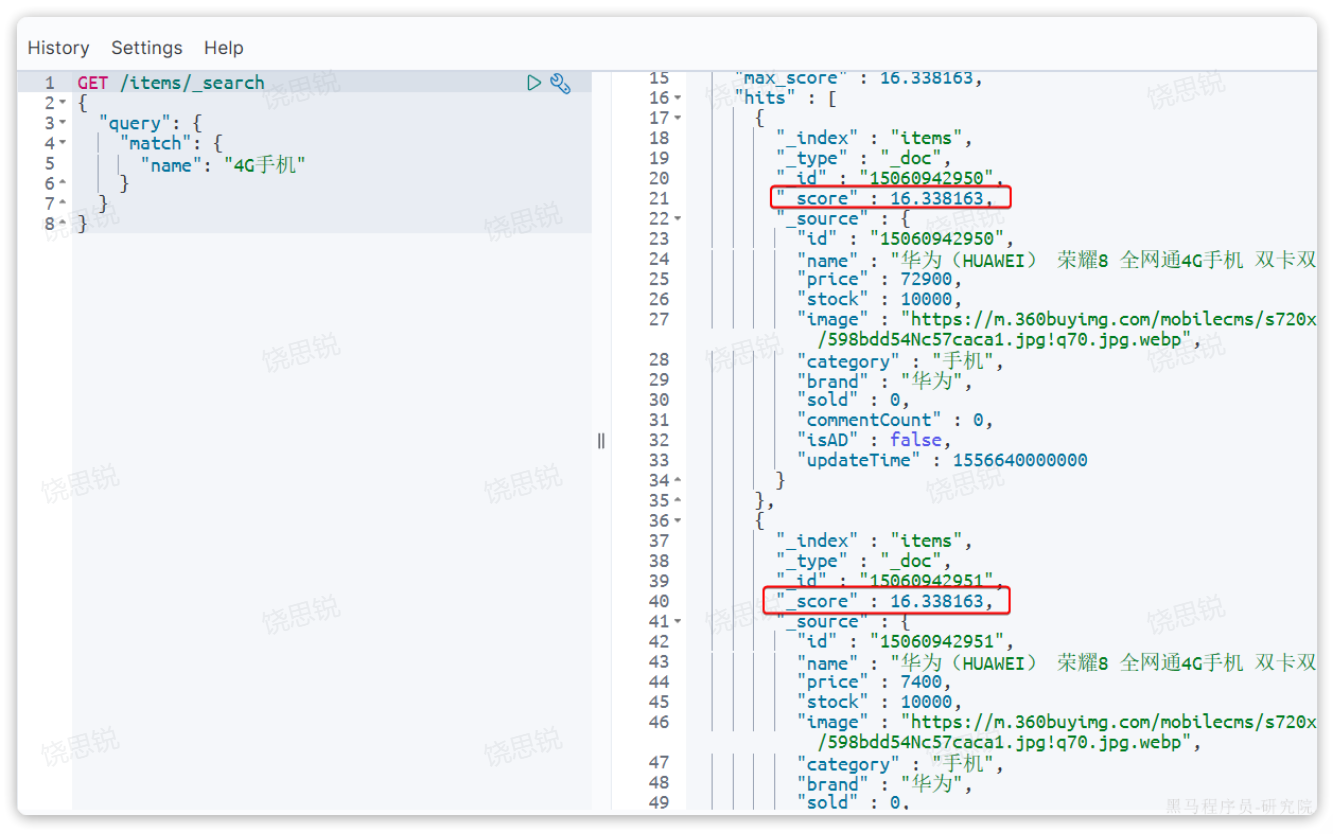 History Settings Help
1 GET /items/_search
2 {
3 "query": {
4 "match": {
5 "name": "4G手机"
6 }
7 }
8 }
15 "max_score" : 16.338163,
16 "hits" : [
17 {
18 "_index" : "items",
19 "_type" : "_doc",
20 "_id" : "15060942950",
21 "_score" : 16.338163,
22 "_source" : {
23 "id" : "15060942950",
24 "name" : "华为（HUAWEI） 荣耀8 全网通4G手机 双卡双
25 "price" : 72900,
26 "stock" : 10000,
27 "image" : "https://m.360buyimg.com/mobilecms/s720x
/598bdd54Nc57caca1.jpg!q70.jpg.webp",
28 "category" : "手机",
29 "brand" : "华为",
30 "sold" : 0,
31 "commentCount" : 0,
32 "isAD" : false,
33 "updateTime" : 1556640000000
34 }
35 },
36 {
37 "_index" : "items",
38 "_type" : "_doc",
39 "_id" : "15060942951",
40 "_score" : 16.338163,
41 "_source" : {
42 "id" : "15060942951",
43 "name" : "华为（HUAWEI） 荣耀8 全网通4G手机 双卡双
44 "price" : 7400,
45 "stock" : 10000,
46 "image" : "https://m.360buyimg.com/mobilecms/s720x
/598bdd54Nc57caca1.jpg!q70.jpg.webp",
47 "category" : "手机",
48 "brand" : "华为",
49 "sold" : 0,
饶思锐
黑马程序员-研究院